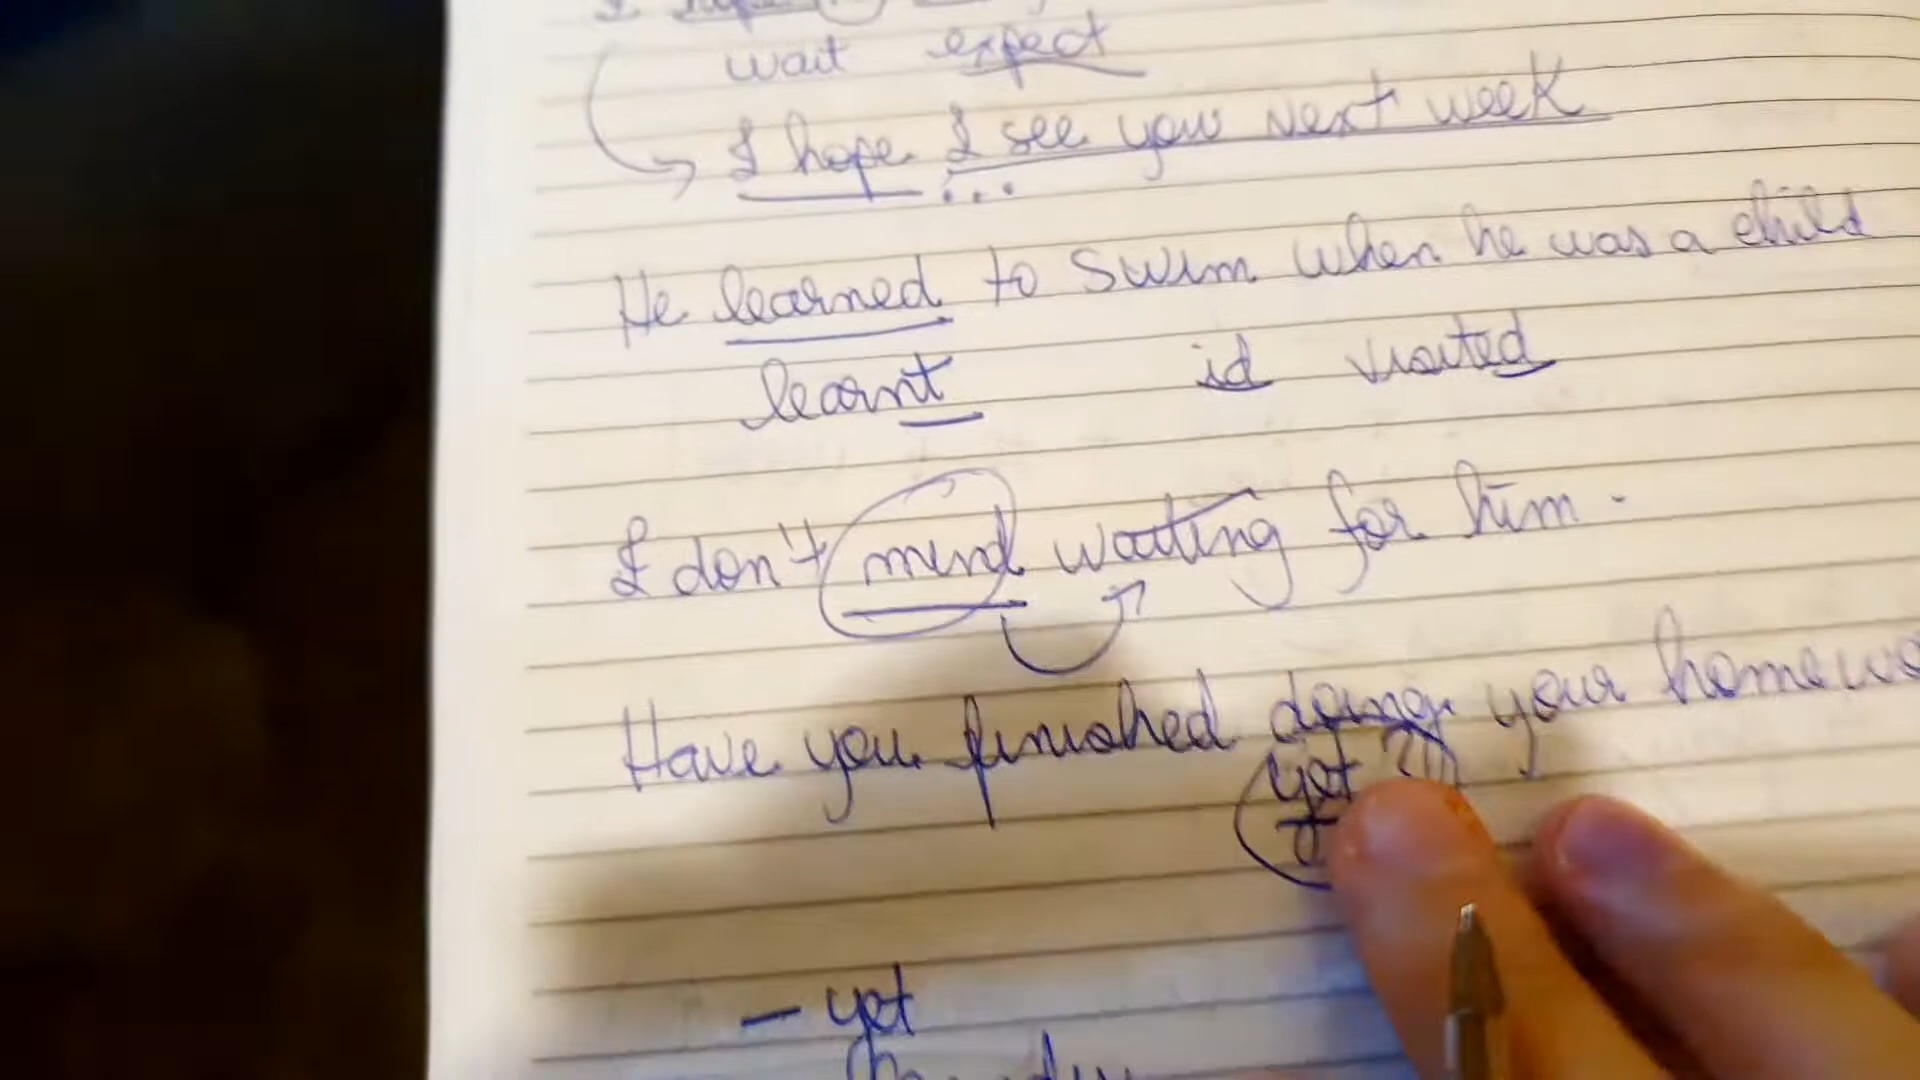 wait expect
I hope I see you next week
...
He learned to swim when he was a child
learnt id visited
I don't mind waiting for him.
Have you finished doing your homewo
yet ?
- yet